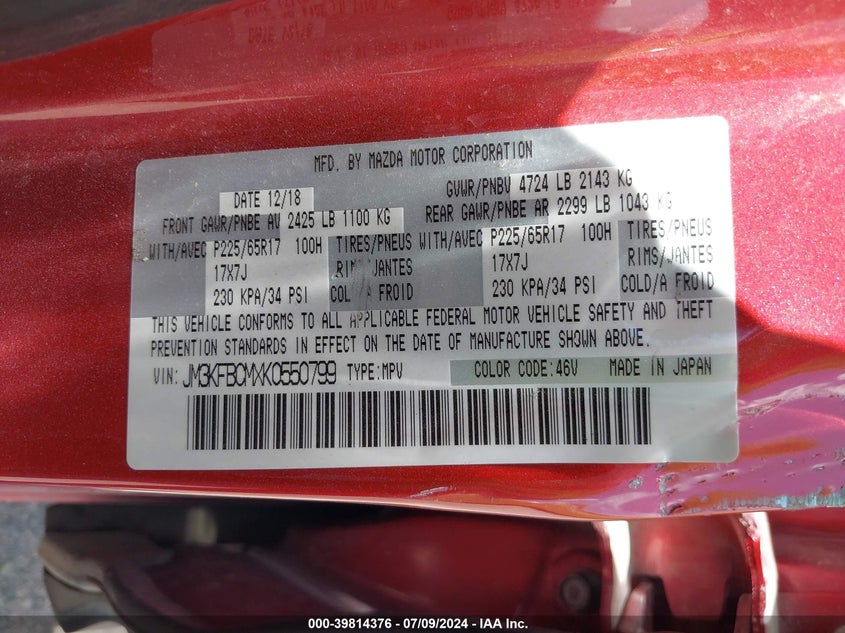 MFD. BY MAZDA MOTOR CORPORATION
DATE 12/18 GVWR/PNBV 4724 LB 2143 KG
FRONT GAWR/PNBE AV 2425 LB 1100 KG REAR GAWR/PNBE AR 2299 LB 1043 KG
WITH/AVEC P225/65R17 100H TIRES/PNEUS WITH/AVEC P225/65R17 100H TIRES/PNEUS
17X7J RIMS/JANTES 17X7J RIMS/JANTES
230 KPA/34 PSI COLD/A FROID 230 KPA/34 PSI COLD/A FROID
THIS VEHICLE CONFORMS TO ALL APPLICABLE FEDERAL MOTOR VEHICLE SAFETY AND THEFT
PREVENTION STANDARDS IN EFFECT ON THE DATE OF MANUFACTURE SHOWN ABOVE.
VIN: JM3KFBCMXK0550799 TYPE:MPV COLOR CODE:46V MADE IN JAPAN
000-39814376 - 07/09/2024 - IAA Inc.